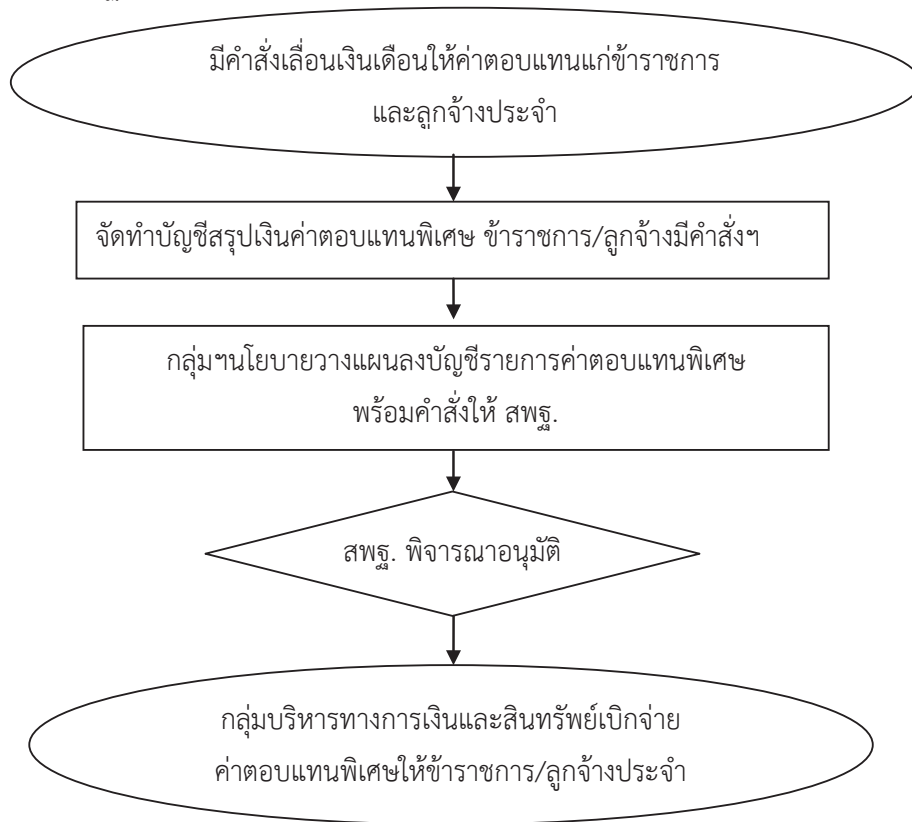 มีคำสั่งเลื่อนเงินเดือนให้ค่าตอบแทนแก่ข้าราชการ
และลูกจ้างประจำ
จัดทำบัญชีสรุปเงินค่าตอบแทนพิเศษ ข้าราชการ/ลูกจ้างมีคำสั่งฯ
กลุ่มฯนโยบายวางแผนลงบัญชีรายการค่าตอบแทนพิเศษ
พร้อมคำสั่งให้ สพฐ.
สพฐ. พิจารณาอนุมัติ
กลุ่มบริหารทางการเงินและสินทรัพย์เบิกจ่าย
ค่าตอบแทนพิเศษให้ข้าราชการ/ลูกจ้างประจำ